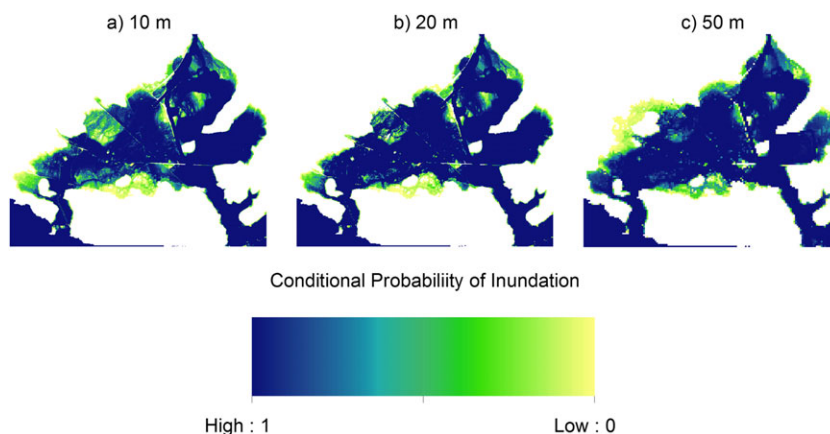 a) 10 m
b) 20 m
c) 50 m
Conditional Probabiliity of Inundation
High : 1
Low : 0